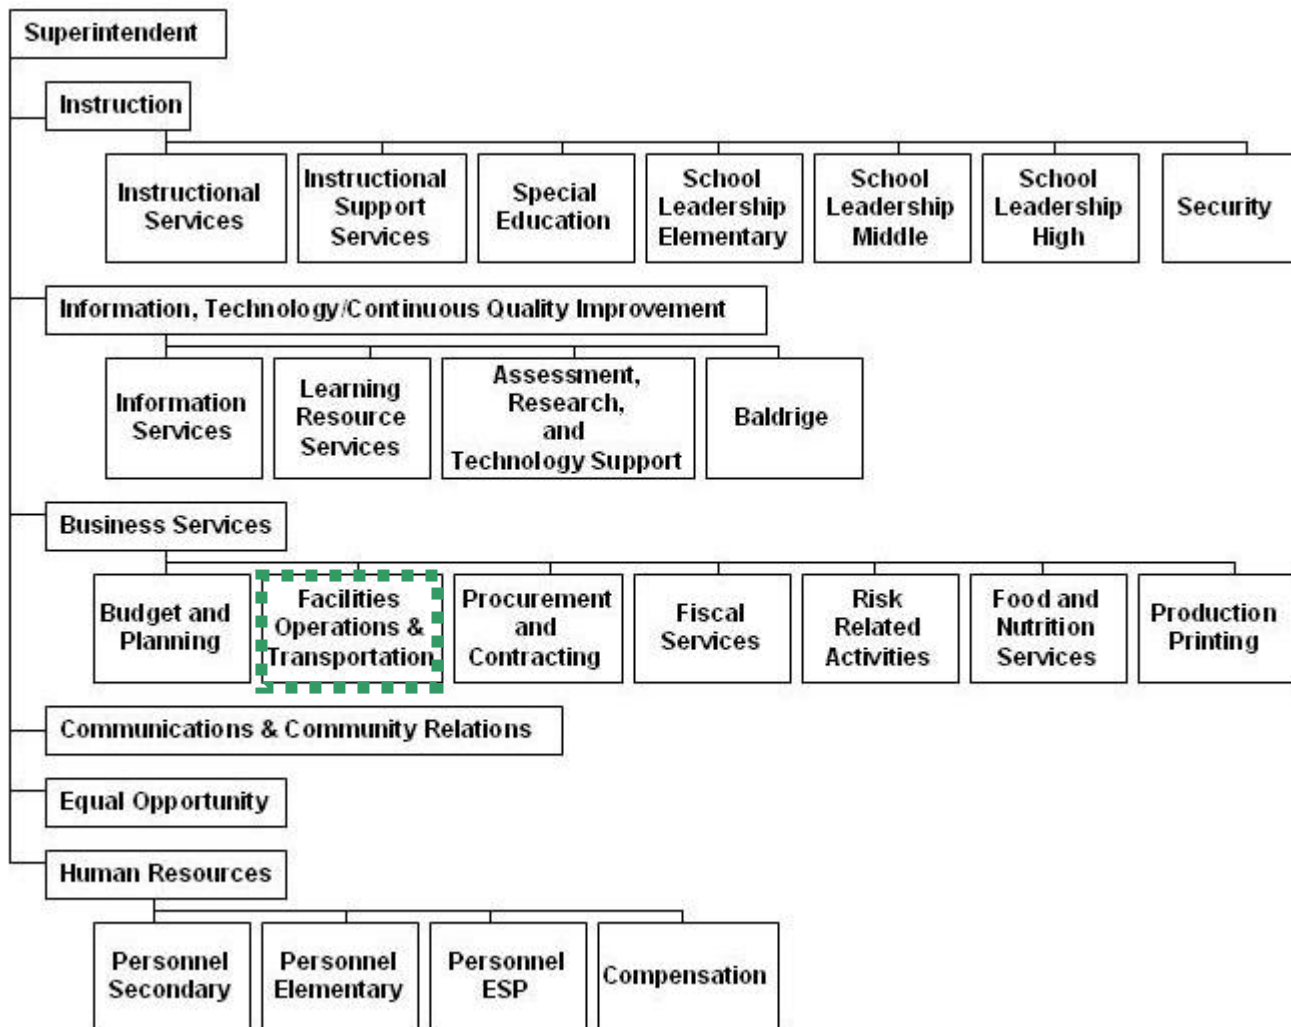 Superintendent
Instruction
Instructional
Services
Instructional
Support
Services
Special
Education
School
Leadership
Elementary
School
Leadership
Middle
School
Leadership
High
Security
Information, Technology/Continuous Quality Improvement
Information
Services
Learning
Resource
Services
Assessment,
Research,
and
Technology Support
Baldrige
Business Services
Budget and
Planning
Facilities
Operations &
Transportation
Procurement
and
Contracting
Fiscal
Services
Risk
Related
Activities
Food and
Nutrition
Services
Production
Printing
Communications & Community Relations
Equal Opportunity
Human Resources
Personnel
Secondary
Personnel
Elementary
Personnel
ESP
Compensation